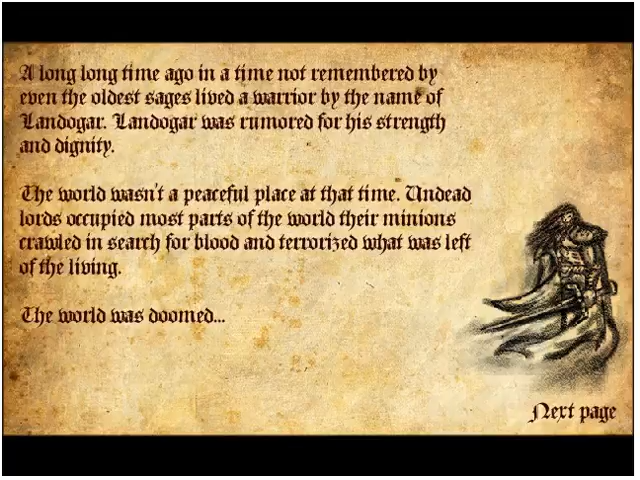 A long long time ago in a time not remembered by
even the oldest sages lived a warrior by the name of
Landogar. Landogar was rumored for his strength
and dignity.
The world wasn't a peaceful place at that time. Undead
lords occupied most parts of the world their minions
crawled in search for blood and terrorized what was left
of the living.
The world was doomed...
Next page